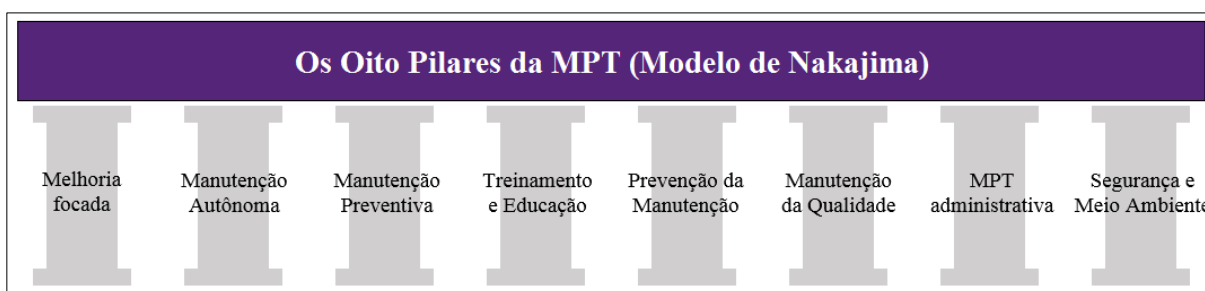 Os Oito Pilares da MPT (Modelo de Nakajima)
Melhoria
focada
Manutenção
Autônoma
Manutenção
Preventiva
Treinamento
e Educação
Prevenção da
Manutenção
Manutenção
da Qualidade
MPT
administrativa
Segurança e
Meio Ambiente